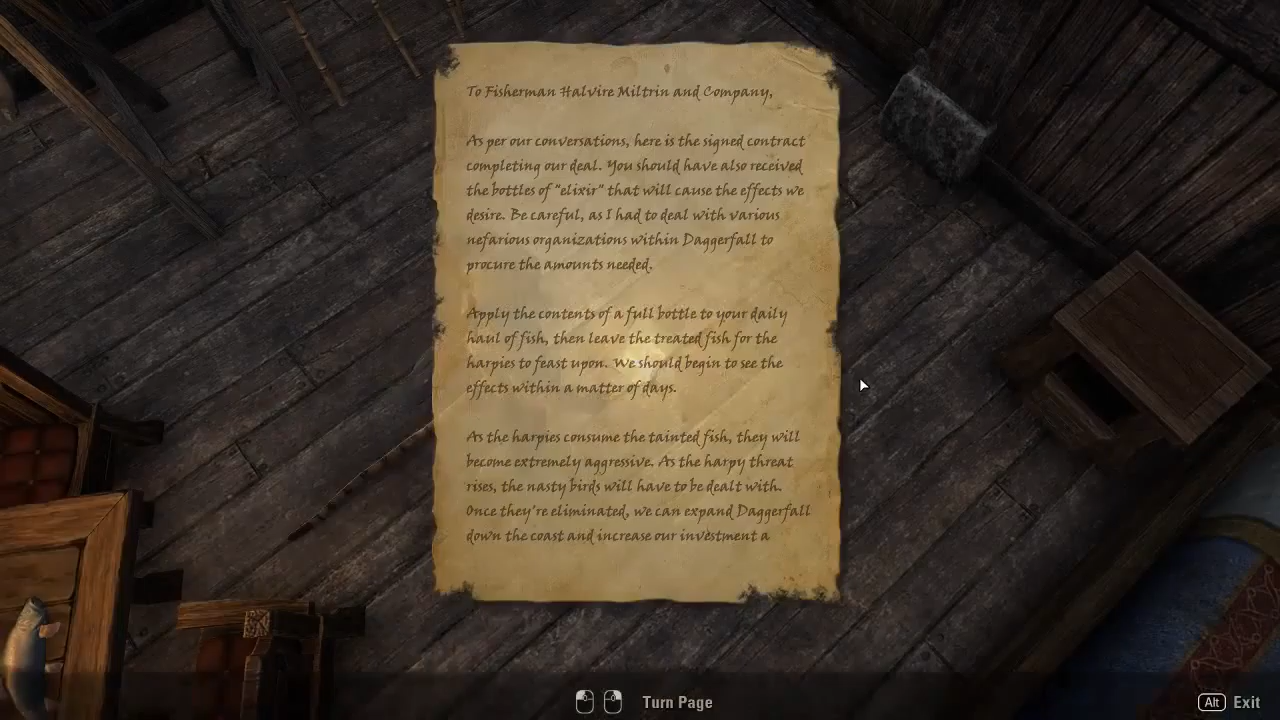 To Fisherman Halvire Miltrin and Company,
As per our conversations, here is the signed contract
completing our deal. You should have also received
the bottles of "elixir" that will cause the effects we
desire. Be careful, as I had to deal with various
nefarious organizations within Daggerfall to
procure the amounts needed.
Apply the contents of a full bottle to your daily
haul of fish, then leave the treated fish for the
harpies to feast upon. We should begin to see the
effects within a matter of days.
As the harpies consume the tainted fish, they will
become extremely aggressive. As the harpy threat
rises, the nasty birds will have to be dealt with.
Once they're eliminated, we can expand Daggerfall
down the coast and increase our investment a
Turn Page
Alt Exit